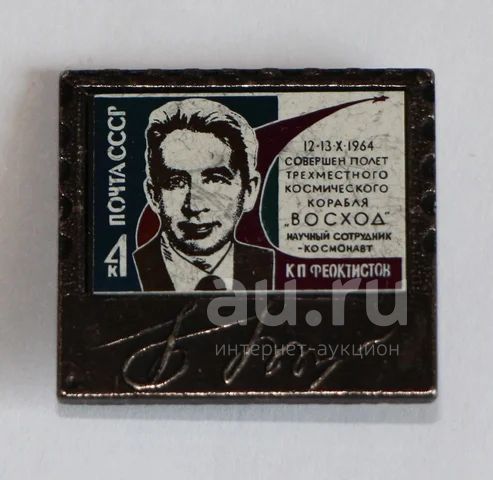 ПОЧТА СССР
4
К
12-13·X·1964
СОВЕРШЕН ПОЛЕТ
ТРЕХМЕСТНОГО
КОСМИЧЕСКОГО
КОРАБЛЯ
„ВОСХОД"
НАУЧНЫЙ СОТРУДНИК
-КОСМОНАВТ
К П ФЕОКТИСТОВ
au.ru
интернет-аукцион